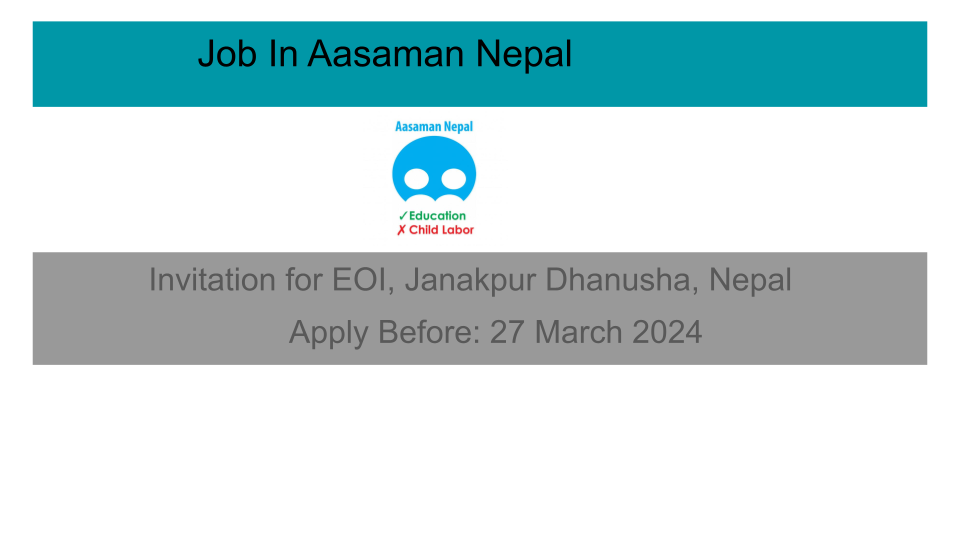 Job In Aasaman Nepal
Aasaman Nepal
✓Education
✗ Child Labor
Invitation for EOI, Janakpur Dhanusha, Nepal
Apply Before: 27 March 2024